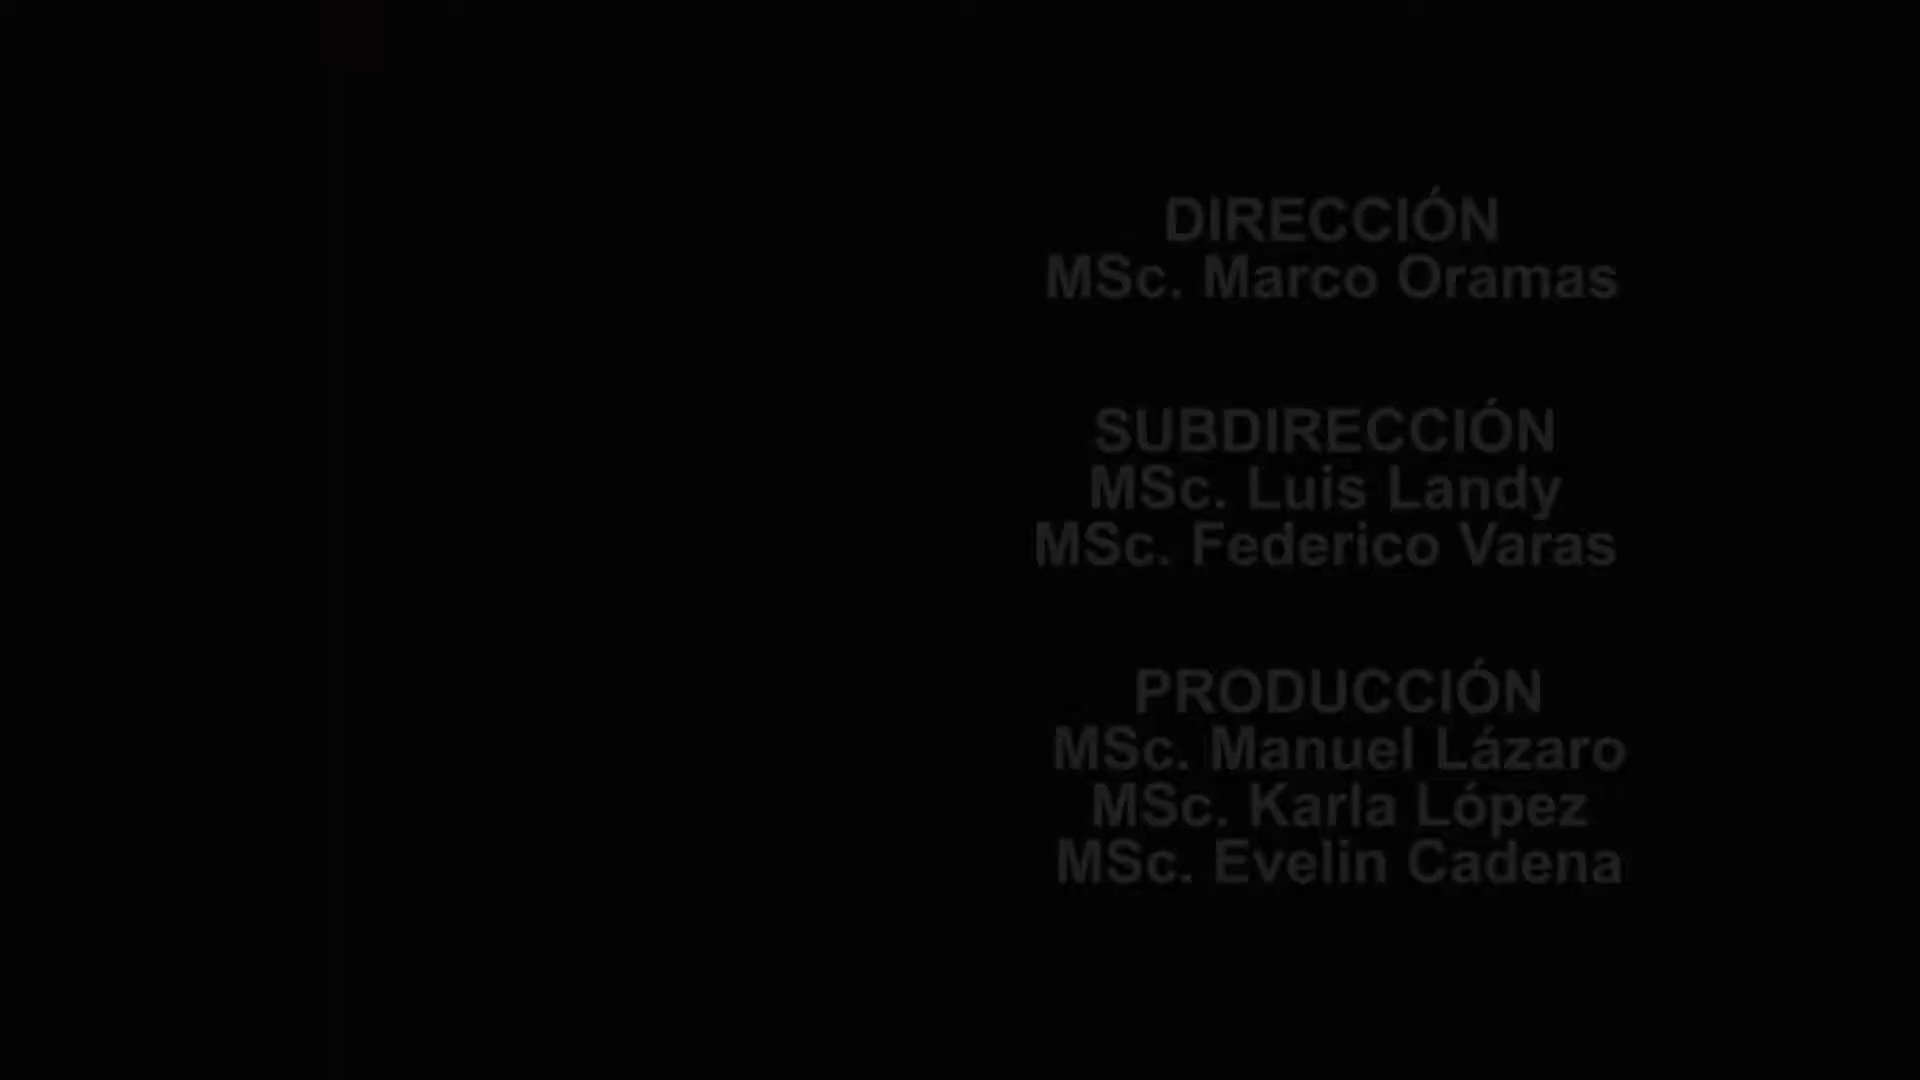 DIRECCIÓN
MSc. Marco Oramas
SUBDIRECCIÓN
MSc. Luis Landy
MSc. Federico Varas
PRODUCCIÓN
MSc. Manuel Lázaro
MSc. Karla López
MSc. Evelin Cadena